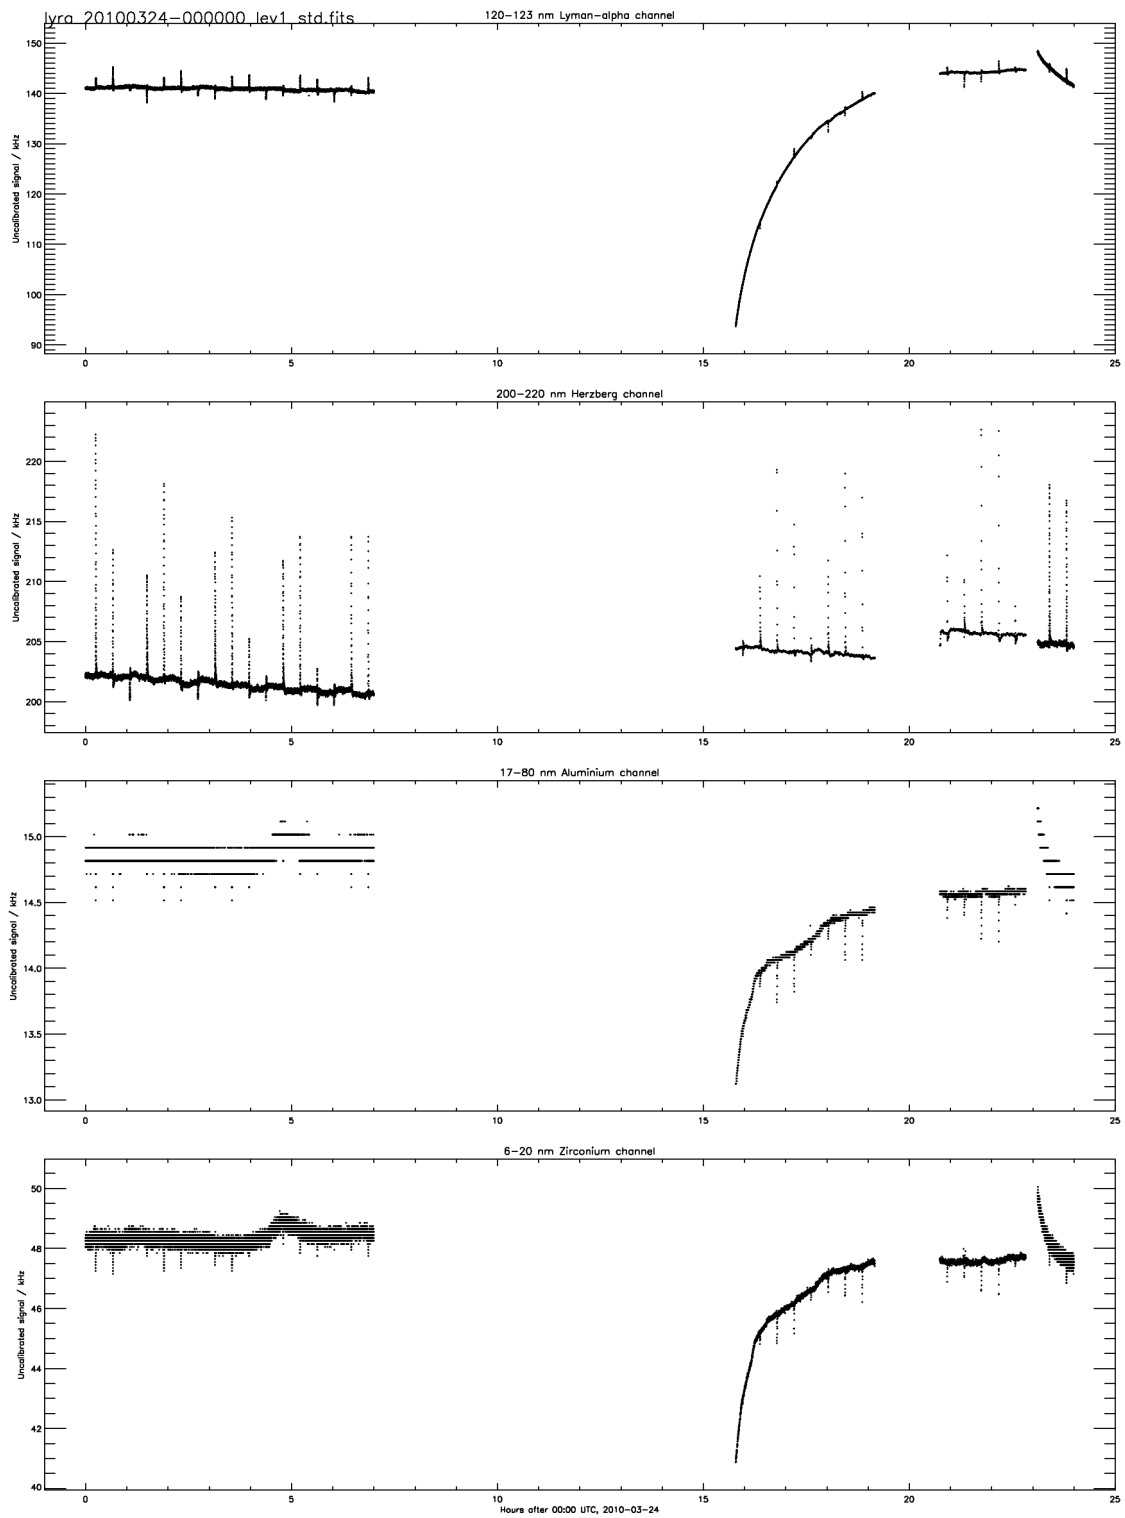 lyra_20100324-000000_lev1_std.fits
120-123 nm Lyman-alpha channel
Uncalibrated signal / kHz
150
140
130
120
110
100
90
0 5 10 15 20 25
200-220 nm Herzberg channel
Uncalibrated signal / kHz
220
215
210
205
200
0 5 10 15 20 25
17-80 nm Aluminium channel
Uncalibrated signal / kHz
15.0
14.5
14.0
13.5
13.0
0 5 10 15 20 25
6-20 nm Zirconium channel
Uncalibrated signal / kHz
50
48
46
44
42
40
0 5 10 15 20 25
Hours after 00:00 UTC, 2010-03-24